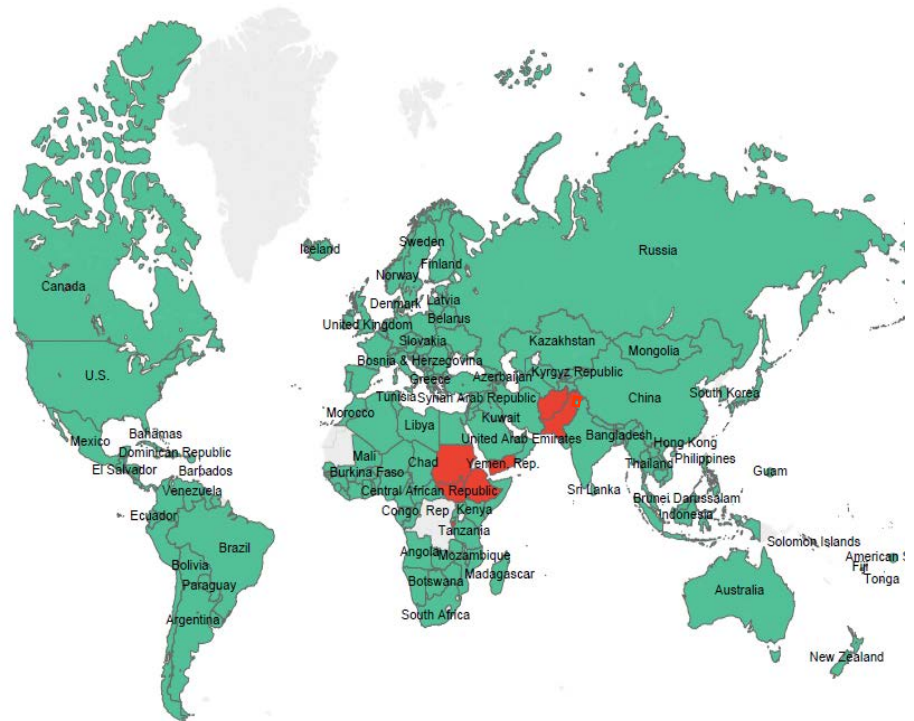 Iceland
Sweden
Finland
Norway
Russia
Canada
Denmark
Latvia
United Kingdom
Belarus
Slovakia
Kazakhstan
Mongolia
Bosnia & Herzegovina
Kyrgyz Republic
U.S.
Greece
Azerbaijan
China
South Korea
Tunisia
Syrian Arab Republic
Morocco
Kuwait
Libya
Bahamas
United Arab Emirates
Bangladesh
Hong Kong
Mexico
Dominican Republic
Mali
Chad
Yemen, Rep.
Thailand
Philippines
El Salvador
Barbados
Burkina Faso
Guam
Venezuela
Central African Republic
Sri Lanka
Brunei Darussalam
Ecuador
Congo, Rep
Kenya
Indonesia
Tanzania
Solomon Islands
Brazil
Angola
Mozambique
American S
Bolivia
Fiji
Madagascar
Tonga
Paraguay
Botswana
Australia
Argentina
South Africa
New Zealand